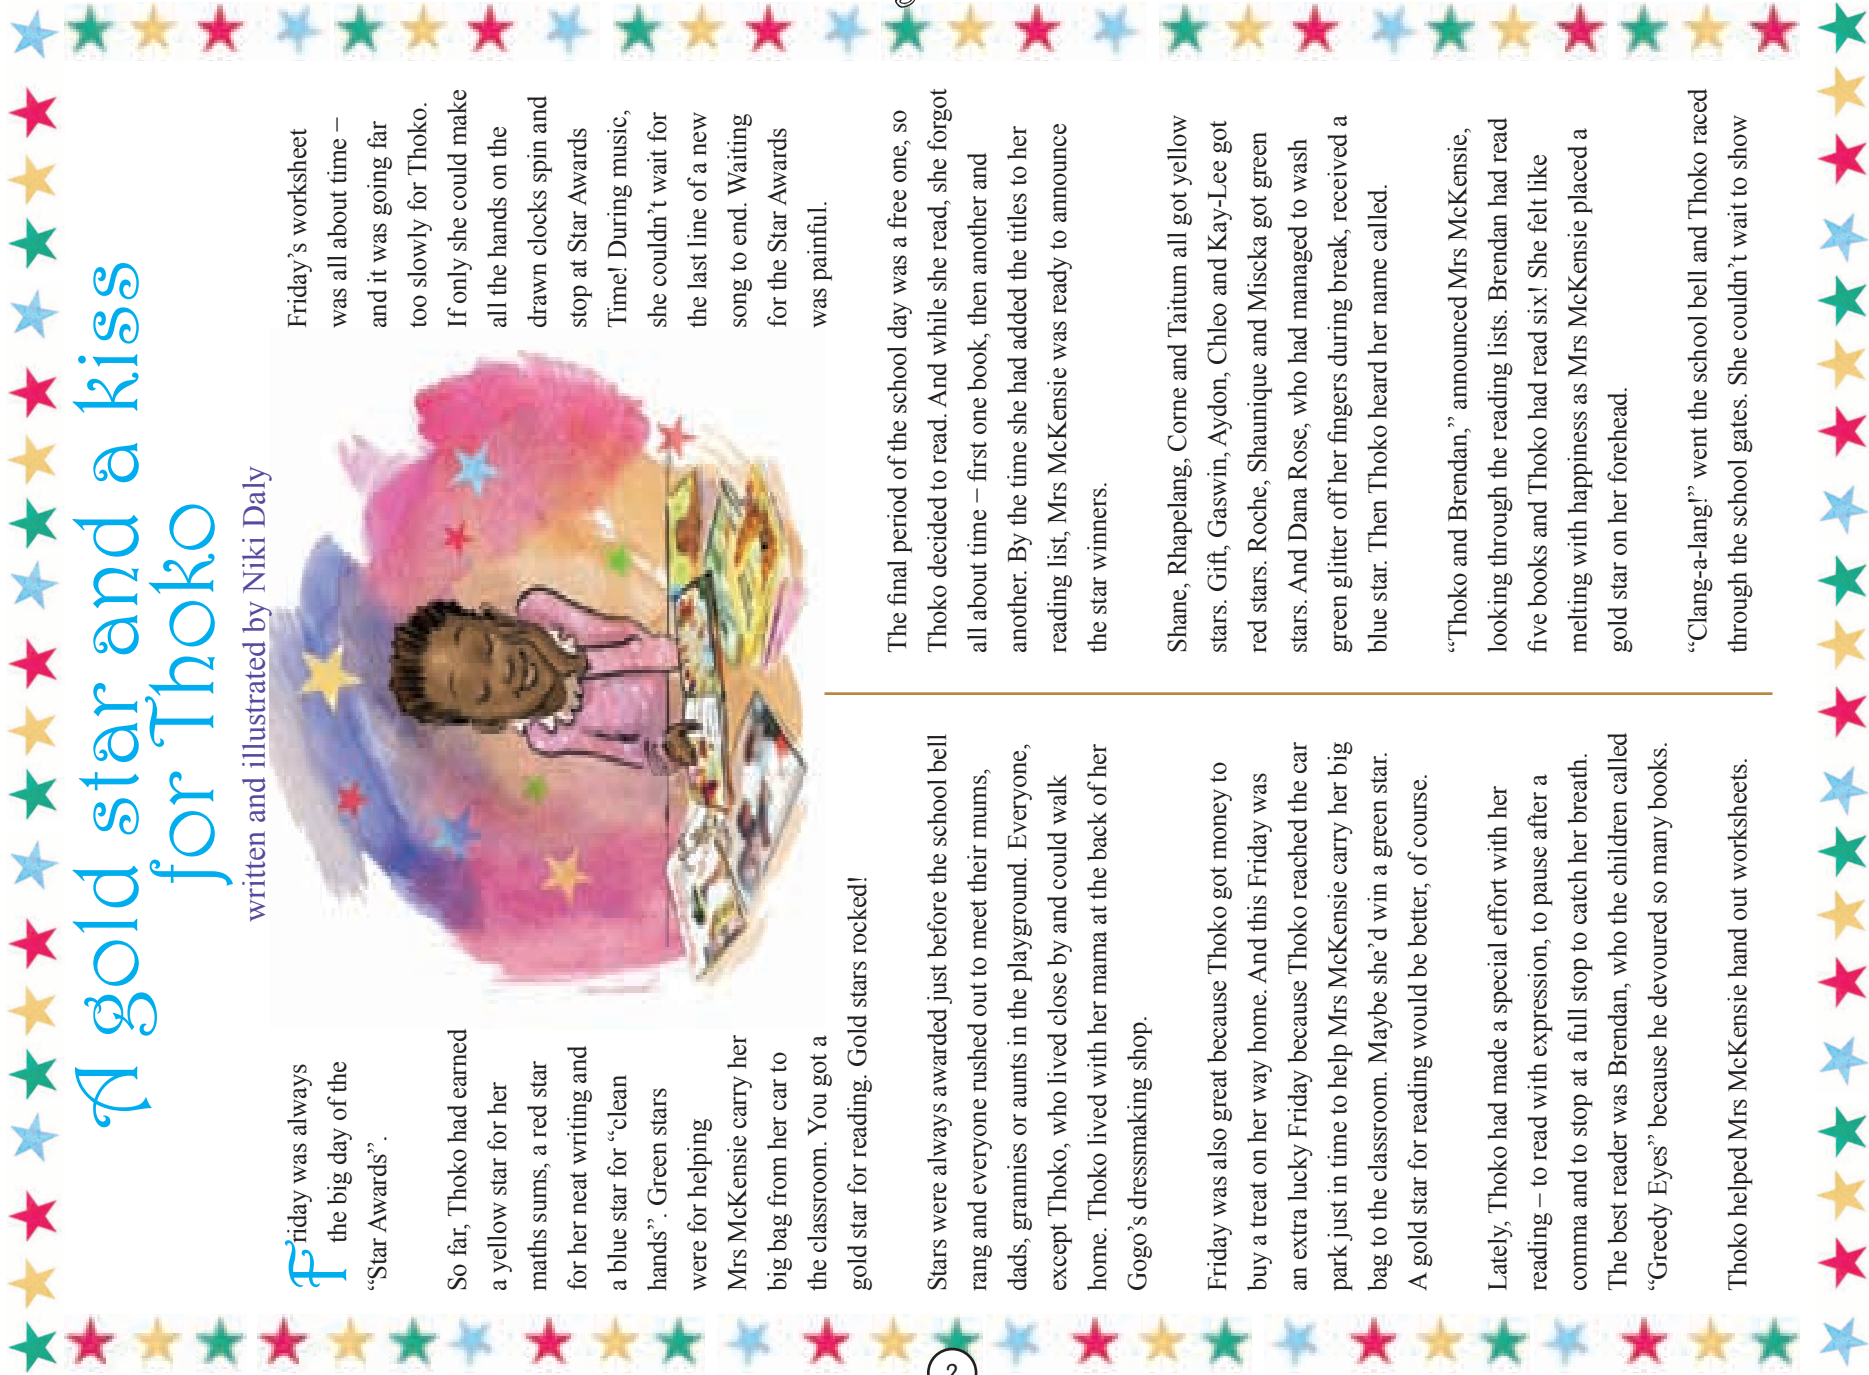 A gold star and a kiss
for Thoko
written and illustrated by Niki Daly
Friday was always
the big day of the
“Star Awards”.
So far, Thoko had earned
a yellow star for her
maths sums, a red star
for her neat writing and
a blue star for “clean
hands”. Green stars
were for helping
Mrs McKensie carry her
big bag from her car to
the classroom. You got a
gold star for reading. Gold stars rocked!
Stars were always awarded just before the school bell
rang and everyone rushed out to meet their mums,
dads, grannies or aunts in the playground. Everyone,
except Thoko, who lived close by and could walk
home. Thoko lived with her mama at the back of her
Gogo’s dressmaking shop.
Friday was also great because Thoko got money to
buy a treat on her way home. And this Friday was
an extra lucky Friday because Thoko reached the car
park just in time to help Mrs McKensie carry her big
bag to the classroom. Maybe she’d win a green star.
A gold star for reading would be better, of course.
Lately, Thoko had made a special effort with her
reading – to read with expression, to pause after a
comma and to stop at a full stop to catch her breath.
The best reader was Brendan, who the children called
“Greedy Eyes” because he devoured so many books.
Thoko helped Mrs McKensie hand out worksheets.
Friday’s worksheet
was all about time –
and it was going far
too slowly for Thoko.
If only she could make
all the hands on the
drawn clocks spin and
stop at Star Awards
Time! During music,
she couldn’t wait for
the last line of a new
song to end. Waiting
for the Star Awards
was painful.
The final period of the school day was a free one, so
Thoko decided to read. And while she read, she forgot
all about time – first one book, then another and
another. By the time she had added the titles to her
reading list, Mrs McKensie was ready to announce
the star winners.
Shane, Rhapelang, Corne and Taitum all got yellow
stars. Gift, Gaswin, Aydon, Chleo and Kay-Lee got
red stars. Roche, Shaunique and Miscka got green
stars. And Dana Rose, who had managed to wash
green glitter off her fingers during break, received a
blue star. Then Thoko heard her name called.
“Thoko and Brendan,” announced Mrs McKensie,
looking through the reading lists. Brendan had read
five books and Thoko had read six! She felt like
melting with happiness as Mrs McKensie placed a
gold star on her forehead.
“Clang-a-lang!” went the school bell and Thoko raced
through the school gates. She couldn’t wait to show
2